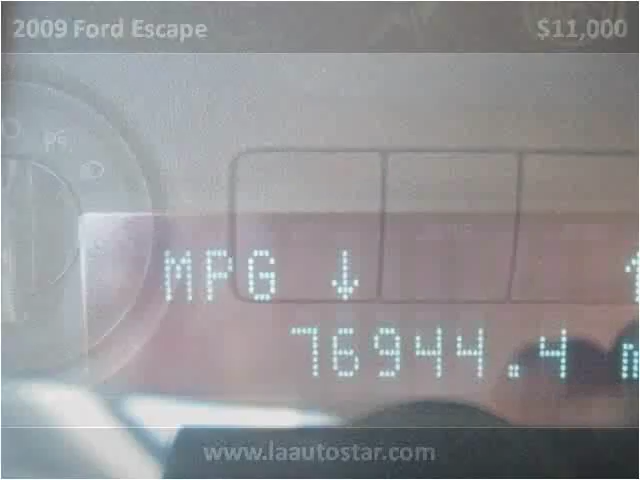 2009 Ford Escape $11,000
MPG ↓ ↑
76944.4 m
www.laautostar.com